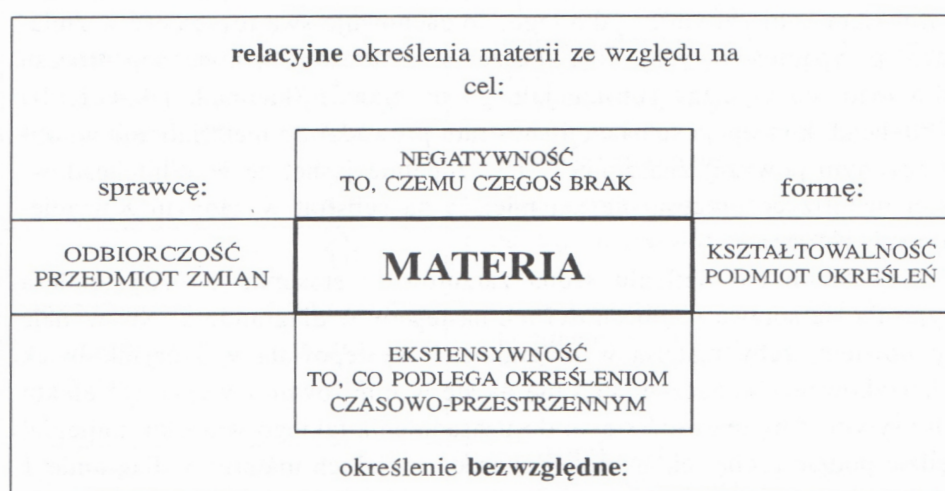 relacyjne określenia materii ze względu na
cel:
NEGATYWNOŚĆ
TO, CZEMU CZEGOŚ BRAK
sprawcę:
formę:
ODBIORCZOŚĆ
PRZEDMIOT ZMIAN
MATERIA
KSZTAŁTOWALNOŚĆ
PODMIOT OKREŚLEŃ
EKSTENSYWNOŚĆ
TO, CO PODLEGA OKREŚLENIOM
CZASOWO-PRZESTRZENNYM
określenie bezwzględne: